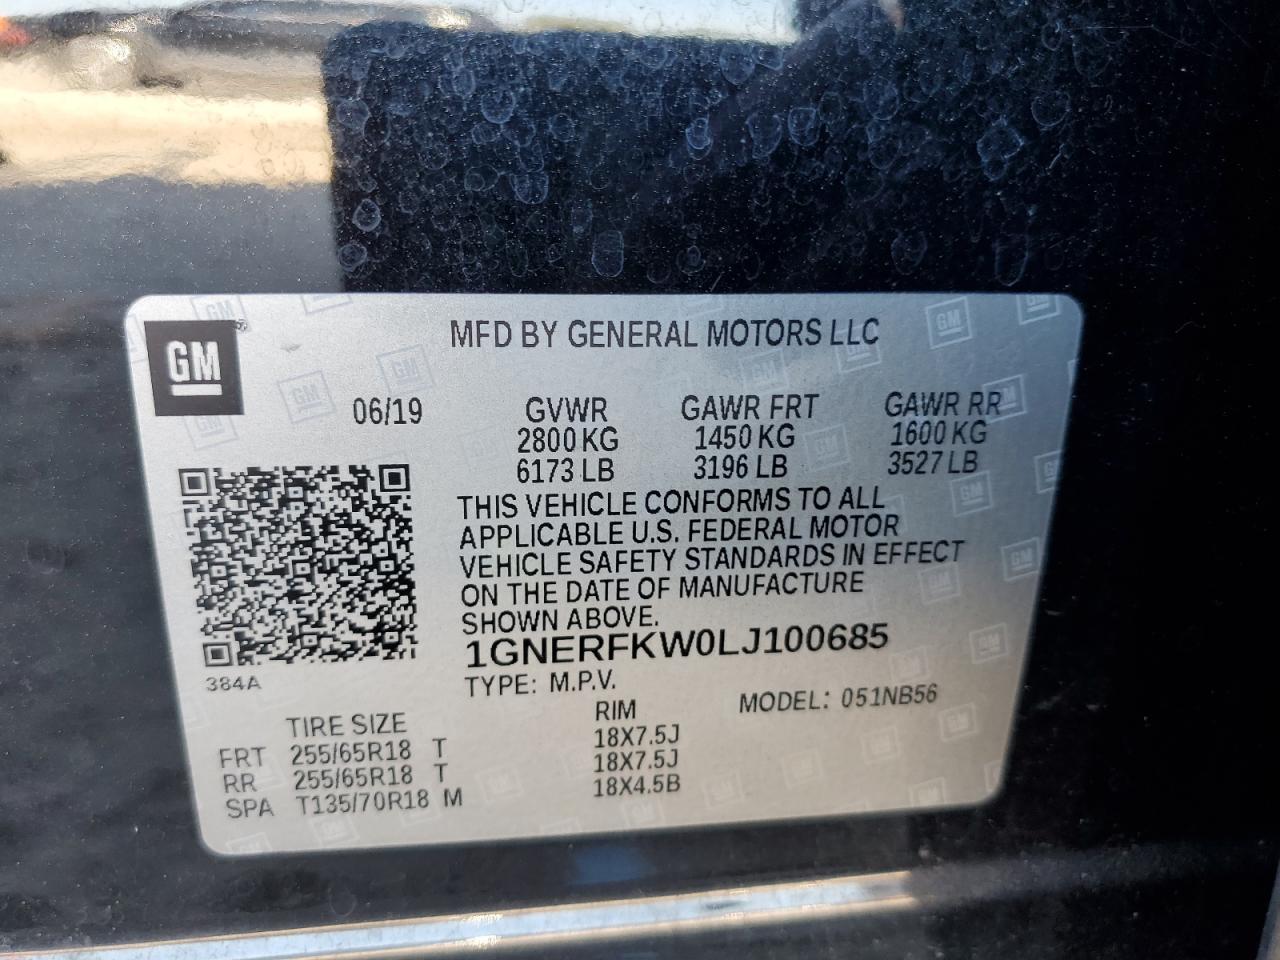 GM
MFD BY GENERAL MOTORS LLC
06/19 GVWR GAWR FRT GAWR RR
2800 KG 1450 KG 1600 KG
6173 LB 3196 LB 3527 LB
THIS VEHICLE CONFORMS TO ALL
APPLICABLE U.S. FEDERAL MOTOR
VEHICLE SAFETY STANDARDS IN EFFECT
ON THE DATE OF MANUFACTURE
SHOWN ABOVE.
1GNERFKW0LJ100685
384A
TYPE: M.P.V. MODEL: 051NB56
TIRE SIZE RIM
FRT 255/65R18 T 18X7.5J
RR 255/65R18 T 18X7.5J
SPA T135/70R18 M 18X4.5B